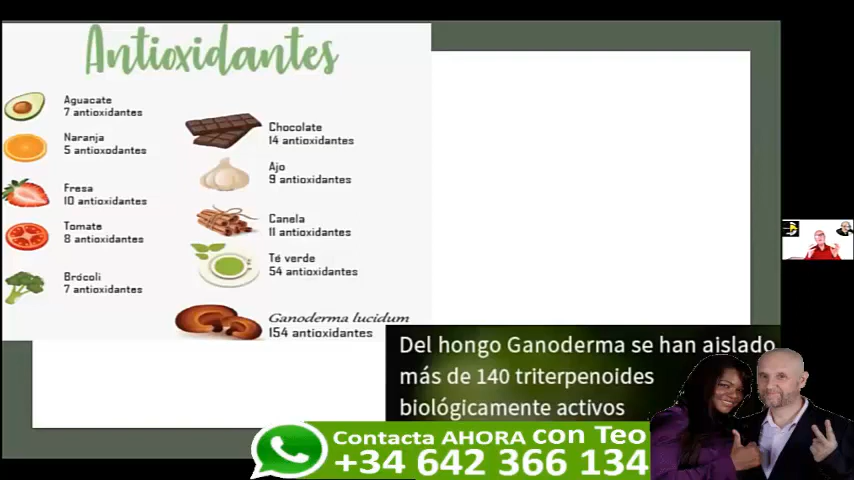 Antioxidantes
Aguacate
7 antioxidantes
Naranja
5 antioxodantes
Fresa
10 antioxidantes
Tomate
8 antioxidantes
Brócoli
7 antioxidantes
Chocolate
14 antioxidantes
Ajo
9 antioxidantes
Canela
11 antioxidantes
Té verde
54 antioxidantes
Ganoderma lucidum
154 antioxidantes
Del hongo Ganoderma se han aislado
más de 140 triterpenoides
biológicamente activos
Contacta AHORA con Teo
+34 642 366 134